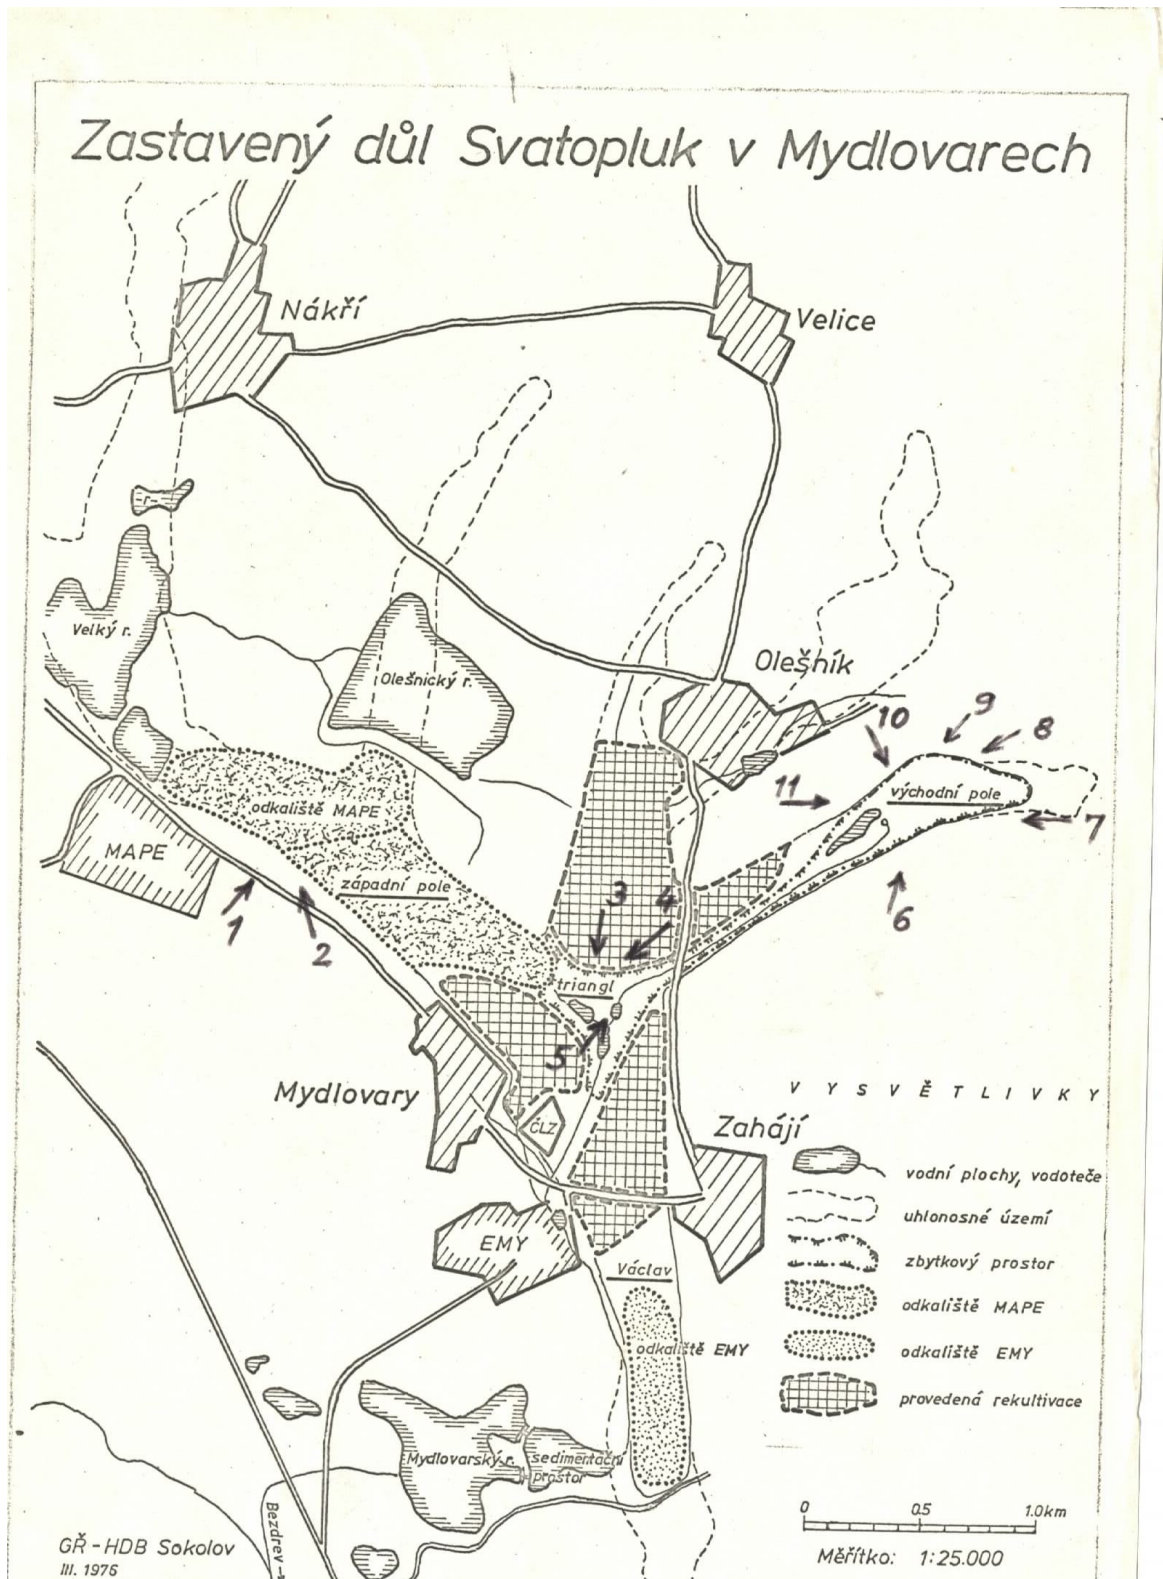 Zastavený důl Svatopluk v Mydlovarech
Nákří
Velice
r.
Velký r.
Olešnický r.
Olešník
10
9
8
11
východní pole
7
odkaliště MAPE
MAPE
západní pole
3
4
1
2
6
triangl
5
Mydlovary
ČLZ
Zahájí
EMY
Václav
odkaliště EMY
Mydlovarský r.
sedimentační
prostor
Bezdrev
VYSVĚTLIVKY
vodní plochy, vodoteče
uhlonosné území
zbytkový prostor
odkaliště MAPE
odkaliště EMY
provedená rekultivace
0 0.5 1.0km
Měřítko: 1:25.000
GŘ-HDB Sokolov
III. 1976